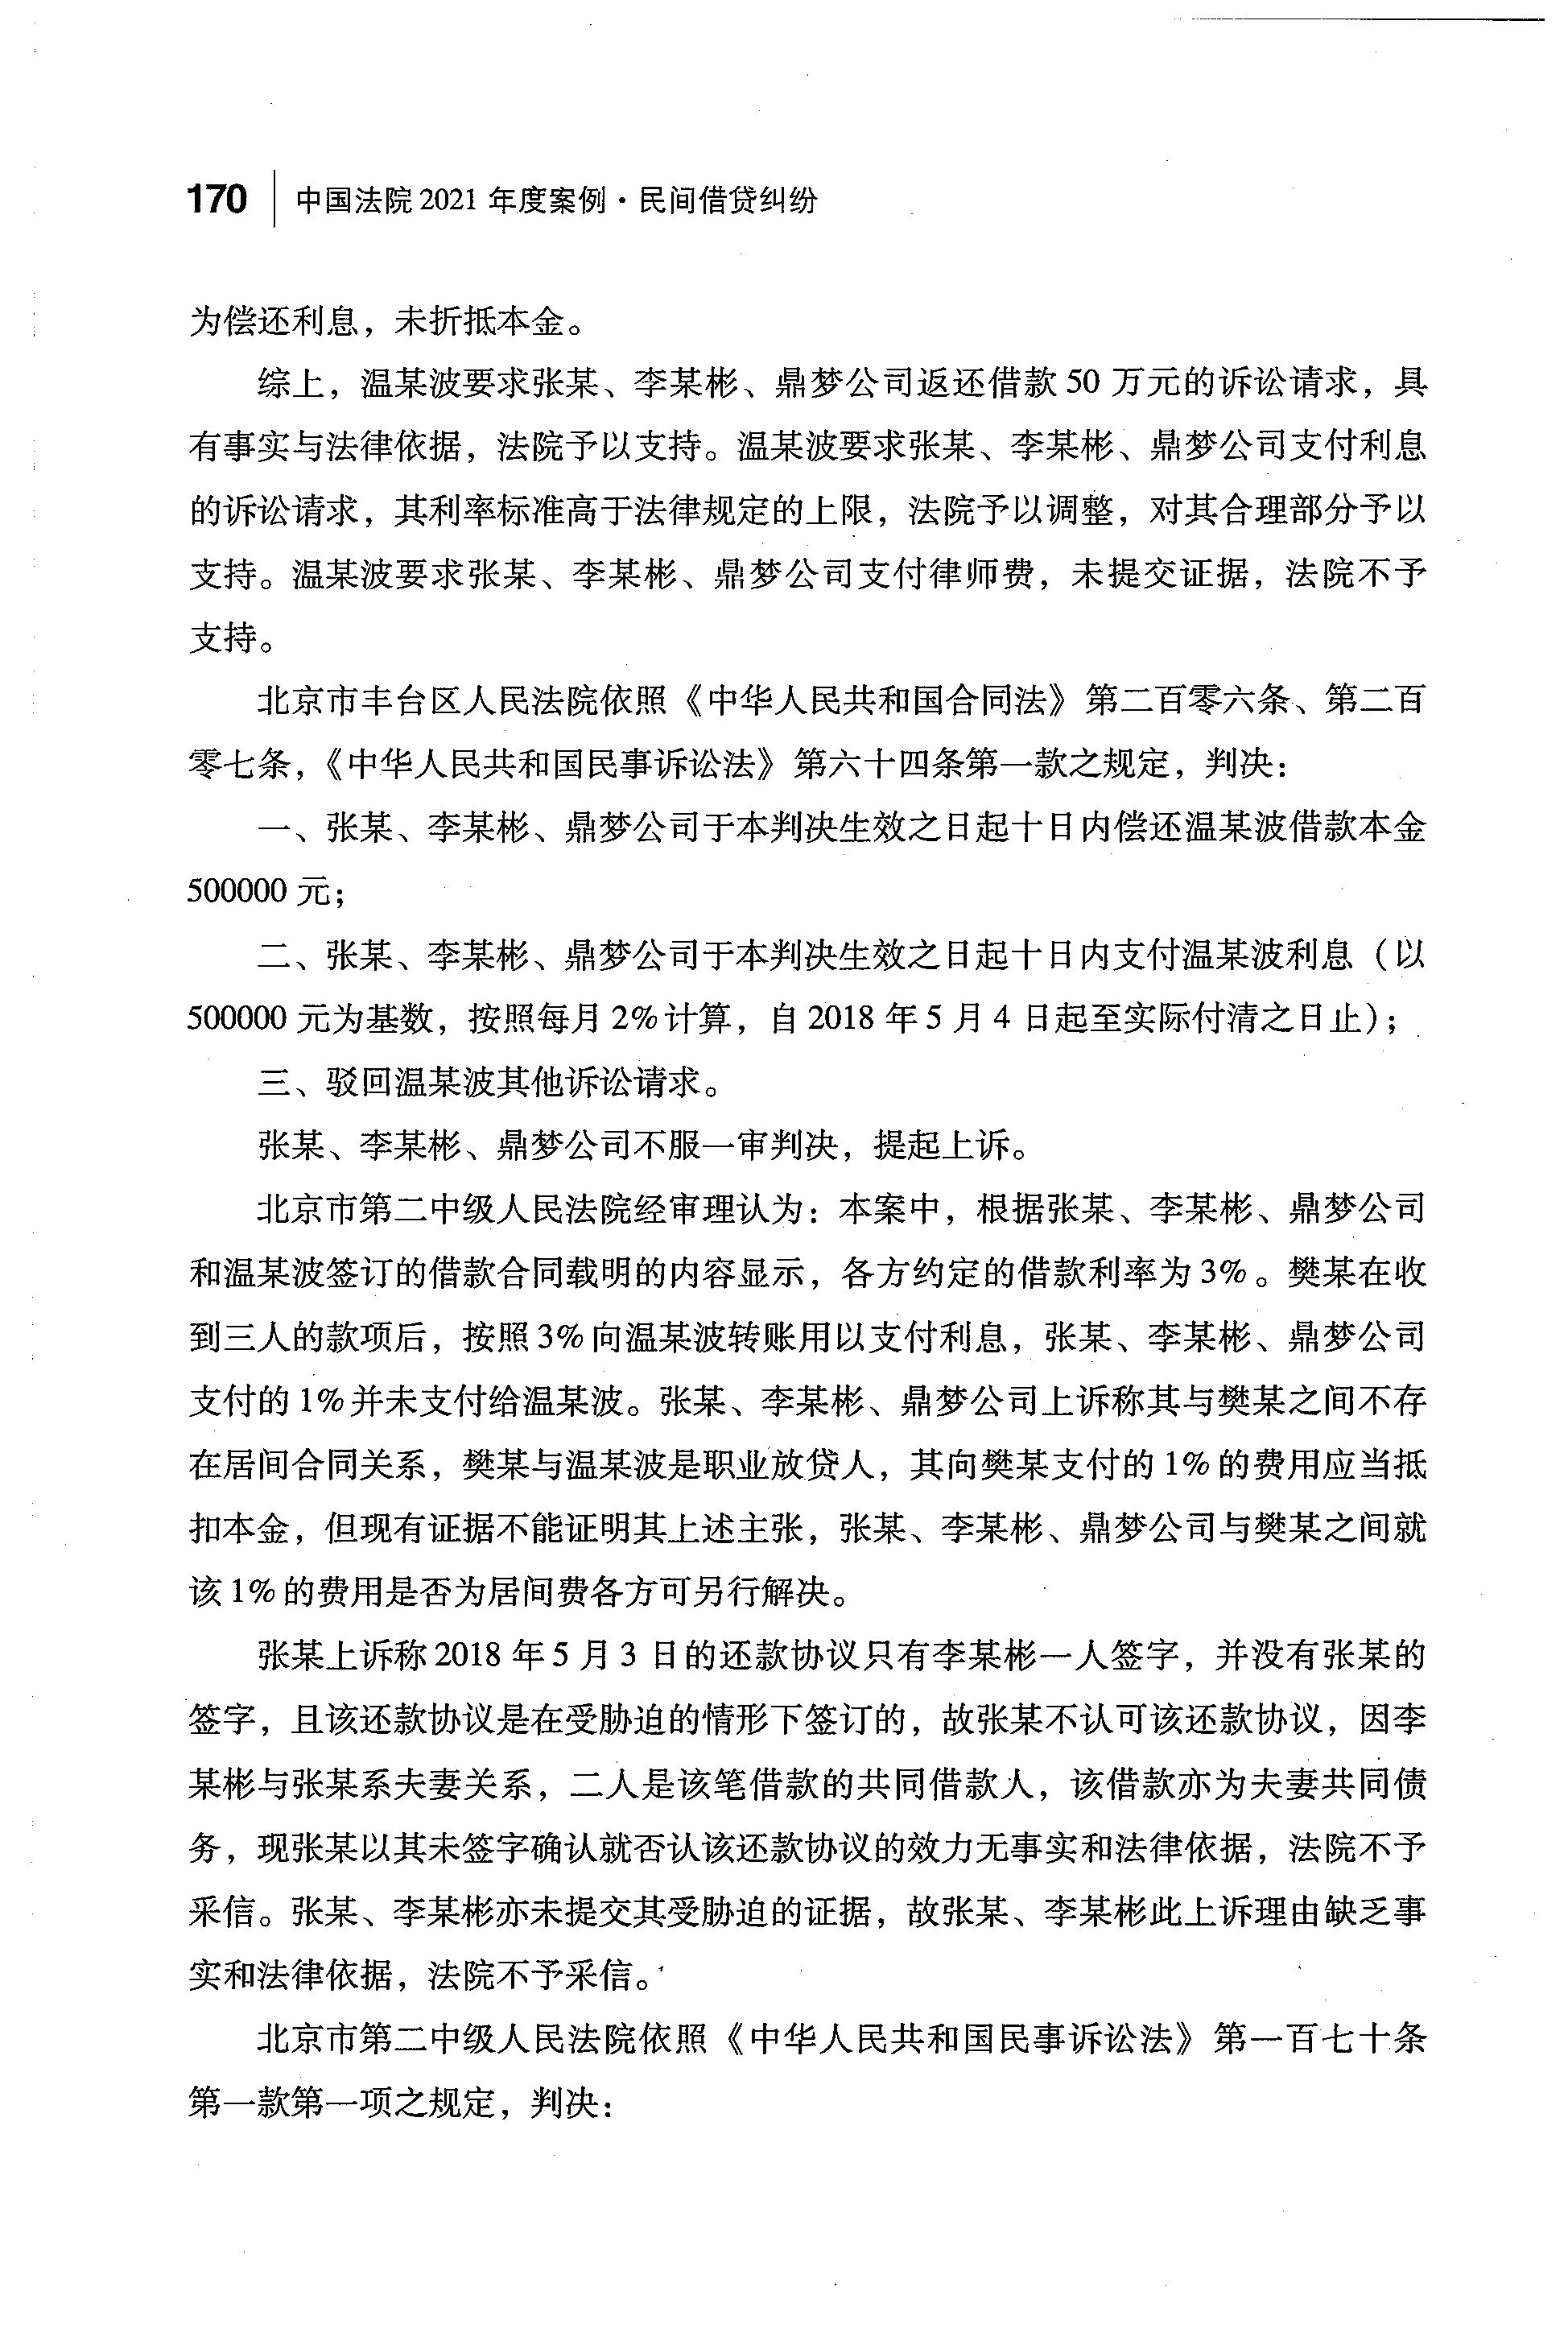 170 中国法院2021年度案例·民间借贷纠纷
为偿还利息，未折抵本金。
综上，温某波要求张某、李某彬、鼎梦公司返还借款50万元的诉讼请求，具
有事实与法律依据，法院予以支持。温某波要求张某、李某彬、鼎梦公司支付利息
的诉讼请求，其利率标准高于法律规定的上限，法院予以调整，对其合理部分予以
支持。温某波要求张某、李某彬、鼎梦公司支付律师费，未提交证据，法院不予
支持。
北京市丰台区人民法院依照《中华人民共和国合同法》第二百零六条、第二百
零七条，《中华人民共和国民事诉讼法》第六十四条第一款之规定，判决：
一、张某、李某彬、鼎梦公司于本判决生效之日起十日内偿还温某波借款本金
500000元；
二、张某、李某彬、鼎梦公司于本判决生效之日起十日内支付温某波利息（以
500000元为基数，按照每月2%计算，自2018年5月4日起至实际付清之日止）；
三、驳回温某波其他诉讼请求。
张某、李某彬、鼎梦公司不服一审判决，提起上诉。
北京市第二中级人民法院经审理认为：本案中，根据张某、李某彬、鼎梦公司
和温某波签订的借款合同载明的内容显示，各方约定的借款利率为3%。樊某在收
到三人的款项后，按照3%向温某波转账用以支付利息，张某、李某彬、鼎梦公司
支付的1%并未支付给温某波。张某、李某彬、鼎梦公司上诉称其与樊某之间不存
在居间合同关系，樊某与温某波是职业放贷人，其向樊某支付的1%的费用应当抵
扣本金，但现有证据不能证明其上述主张，张某、李某彬、鼎梦公司与樊某之间就
该1%的费用是否为居间费各方可另行解决。
张某上诉称2018年5月3日的还款协议只有李某彬一人签字，并没有张某的
签字，且该还款协议是在受胁迫的情形下签订的，故张某不认可该还款协议，因李
某彬与张某系夫妻关系，二人是该笔借款的共同借款人，该借款亦为夫妻共同债
务，现张某以其未签字确认就否认该还款协议的效力无事实和法律依据，法院不予
采信。张某、李某彬亦未提交其受胁迫的证据，故张某、李某彬此上诉理由缺乏事
实和法律依据，法院不予采信。
北京市第二中级人民法院依照《中华人民共和国民事诉讼法》第一百七十条
第一款第一项之规定，判决：